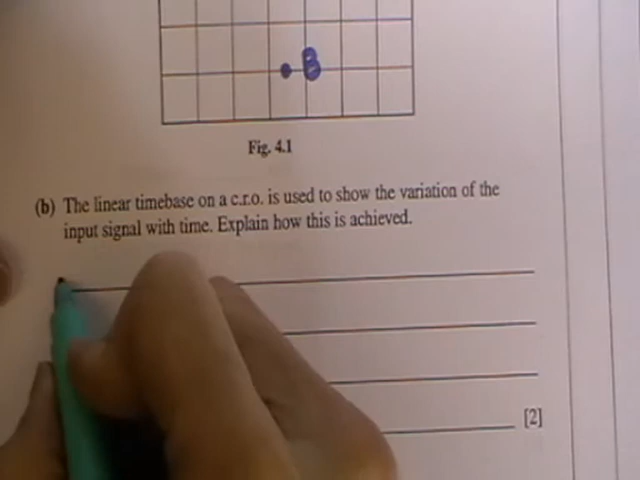 B
Fig. 4.1
(b) The linear timebase on a c.r.o. is used to show the variation of the
input signal with time. Explain how this is achieved.
[2]